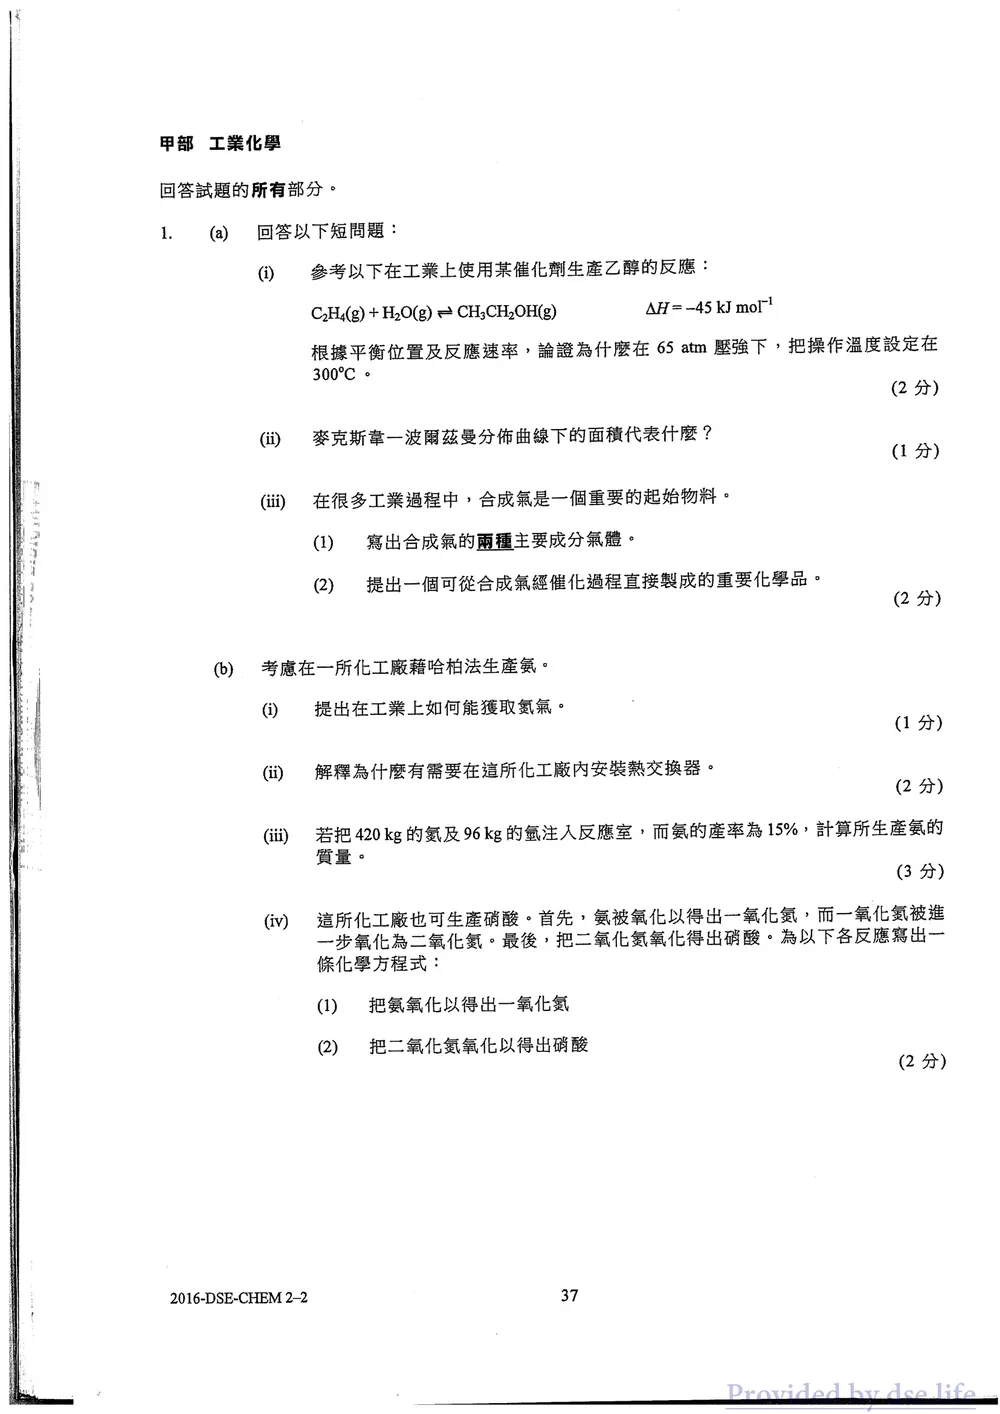 甲部 工業化學
回答試題的所有部分。
1. (a) 回答以下短問題：
(i) 參考以下在工業上使用某催化劑生產乙醇的反應：
C₂H₄(g) + H₂O(g) ⇌ CH₃CH₂OH(g) ΔH = –45 kJ mol⁻¹
根據平衡位置及反應速率，論證為什麼在 65 atm 壓強下，把操作溫度設定在
300°C。
(2 分)
(ii) 麥克斯韋－波爾茲曼分佈曲線下的面積代表什麼？
(1 分)
(iii) 在很多工業過程中，合成氣是一個重要的起始物料。
(1) 寫出合成氣的兩種主要成分氣體。
(2) 提出一個可從合成氣經催化過程直接製成的重要化學品。
(2 分)
(b) 考慮在一所化工廠藉哈柏法生產氨。
(i) 提出在工業上如何能獲取氮氣。
(1 分)
(ii) 解釋為什麼有需要在這所化工廠內安裝熱交換器。
(2 分)
(iii) 若把 420 kg 的氮及 96 kg 的氫注入反應室，而氨的產率為 15%，計算所生產氨的
質量。
(3 分)
(iv) 這所化工廠也可生產硝酸。首先，氨被氧化以得出一氧化氮，而一氧化氮被進
一步氧化為二氧化氮。最後，把二氧化氮氧化得出硝酸。為以下各反應寫出一
條化學方程式：
(1) 把氨氧化以得出一氧化氮
(2) 把二氧化氮氧化以得出硝酸
(2 分)
2016-DSE-CHEM 2–2 37
Provided by dse.life